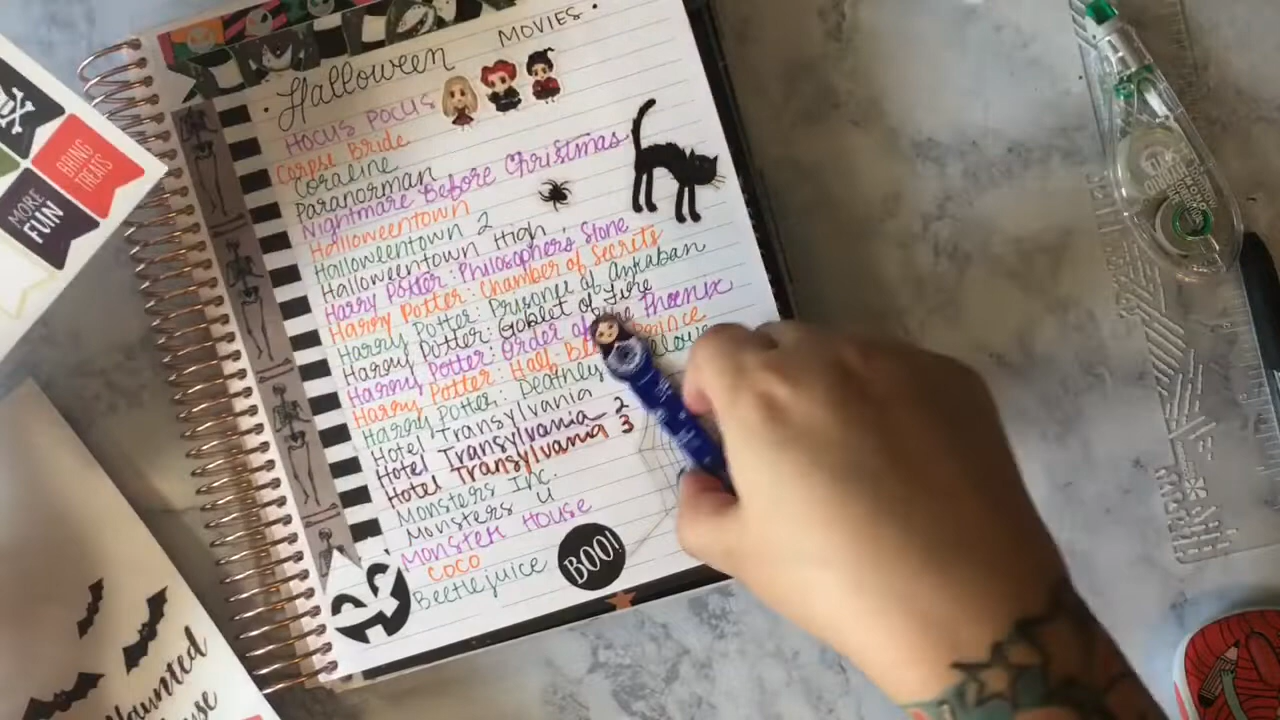 Halloween MOVIES
HOCUS POCUS
Corpse Bride
Coraline
Paranorman
Nightmare Before Christmas
Halloweentown
Halloweentown 2
Halloweentown High
Harry Potter: Philosopher's Stone
Harry Potter: Chamber of Secrets
Harry Potter: Prisoner of Azkaban
Harry Potter: Goblet of Fire
Harry Potter: Order of the Phoenix
Harry Potter: Half Prince
Harry Potter: Deathly
Hotel Transylvania
Hotel Transylvania 2
Hotel Transylvania 3
Monsters Inc.
Monsters U
Monster House
COCO
Beetlejuice
BOO!
BRING
TREATS
MORE
FUN
Haunted